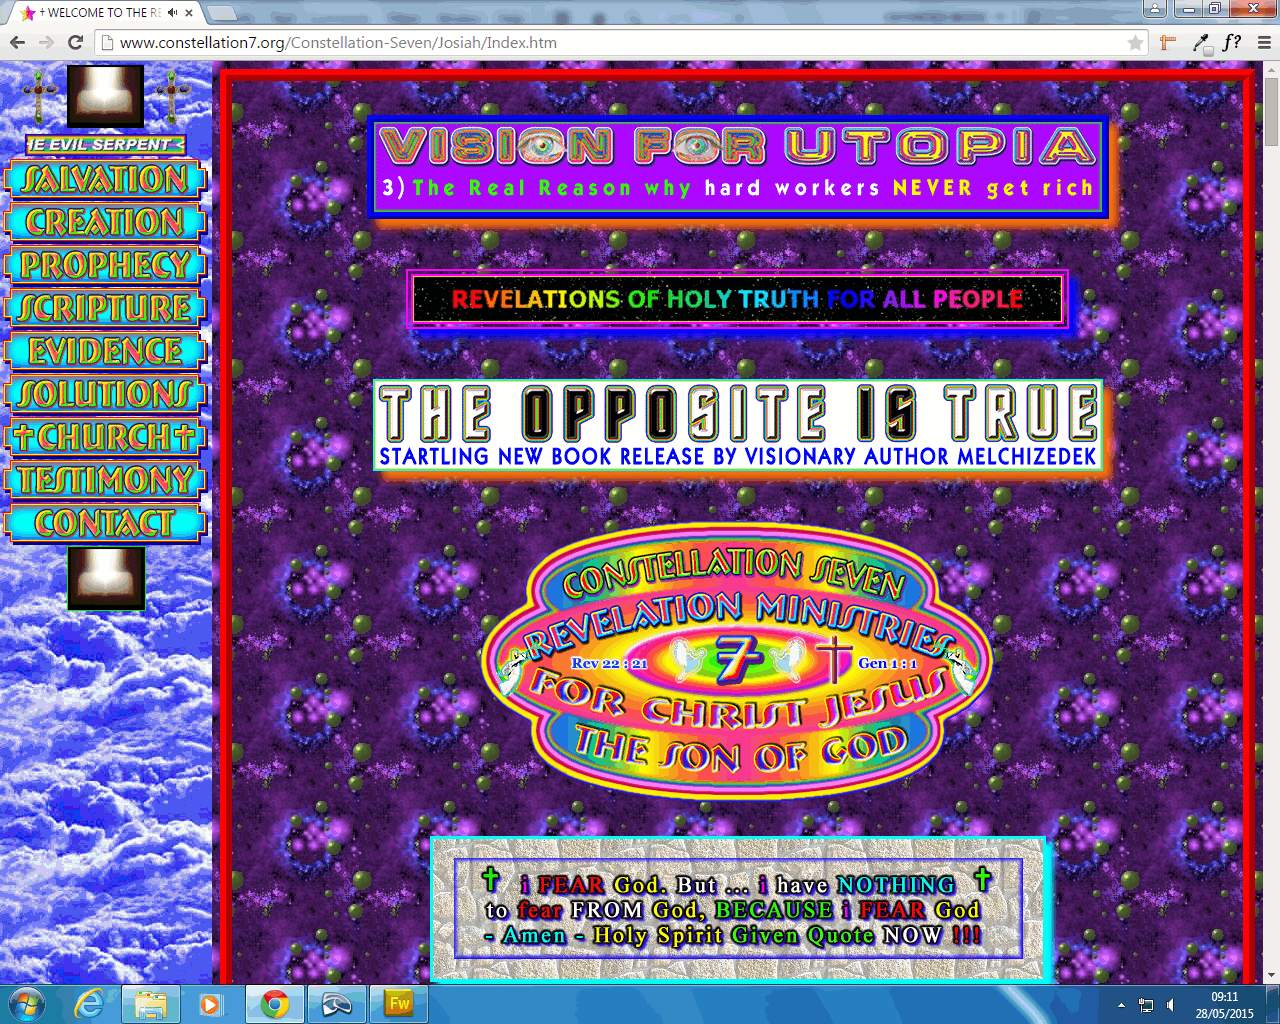 † WELCOME TO THE RE
www.constellation7.org/Constellation-Seven/Josiah/Index.htm
f?
HE EVIL SERPENT
SALVATION
CREATION
PROPHECY
SCRIPTURE
EVIDENCE
SOLUTIONS
†CHURCH†
TESTIMONY
CONTACT
VISION FOR UTOPIA
3) The Real Reason why hard workers NEVER get rich
REVELATIONS OF HOLY TRUTH FOR ALL PEOPLE
THE OPPOSITE IS TRUE
STARTLING NEW BOOK RELEASE BY VISIONARY AUTHOR MELCHIZEDEK
CONSTELLATION SEVEN
REVELATION MINISTRIES
Rev 22 : 21 7 Gen 1 : 1
FOR CHRIST JESUS
THE SON OF GOD
† i FEAR God. But ... i have NOTHING †
to fear FROM God, BECAUSE i FEAR God
- Amen - Holy Spirit Given Quote NOW !!!
Fw
09:11
28/05/2015